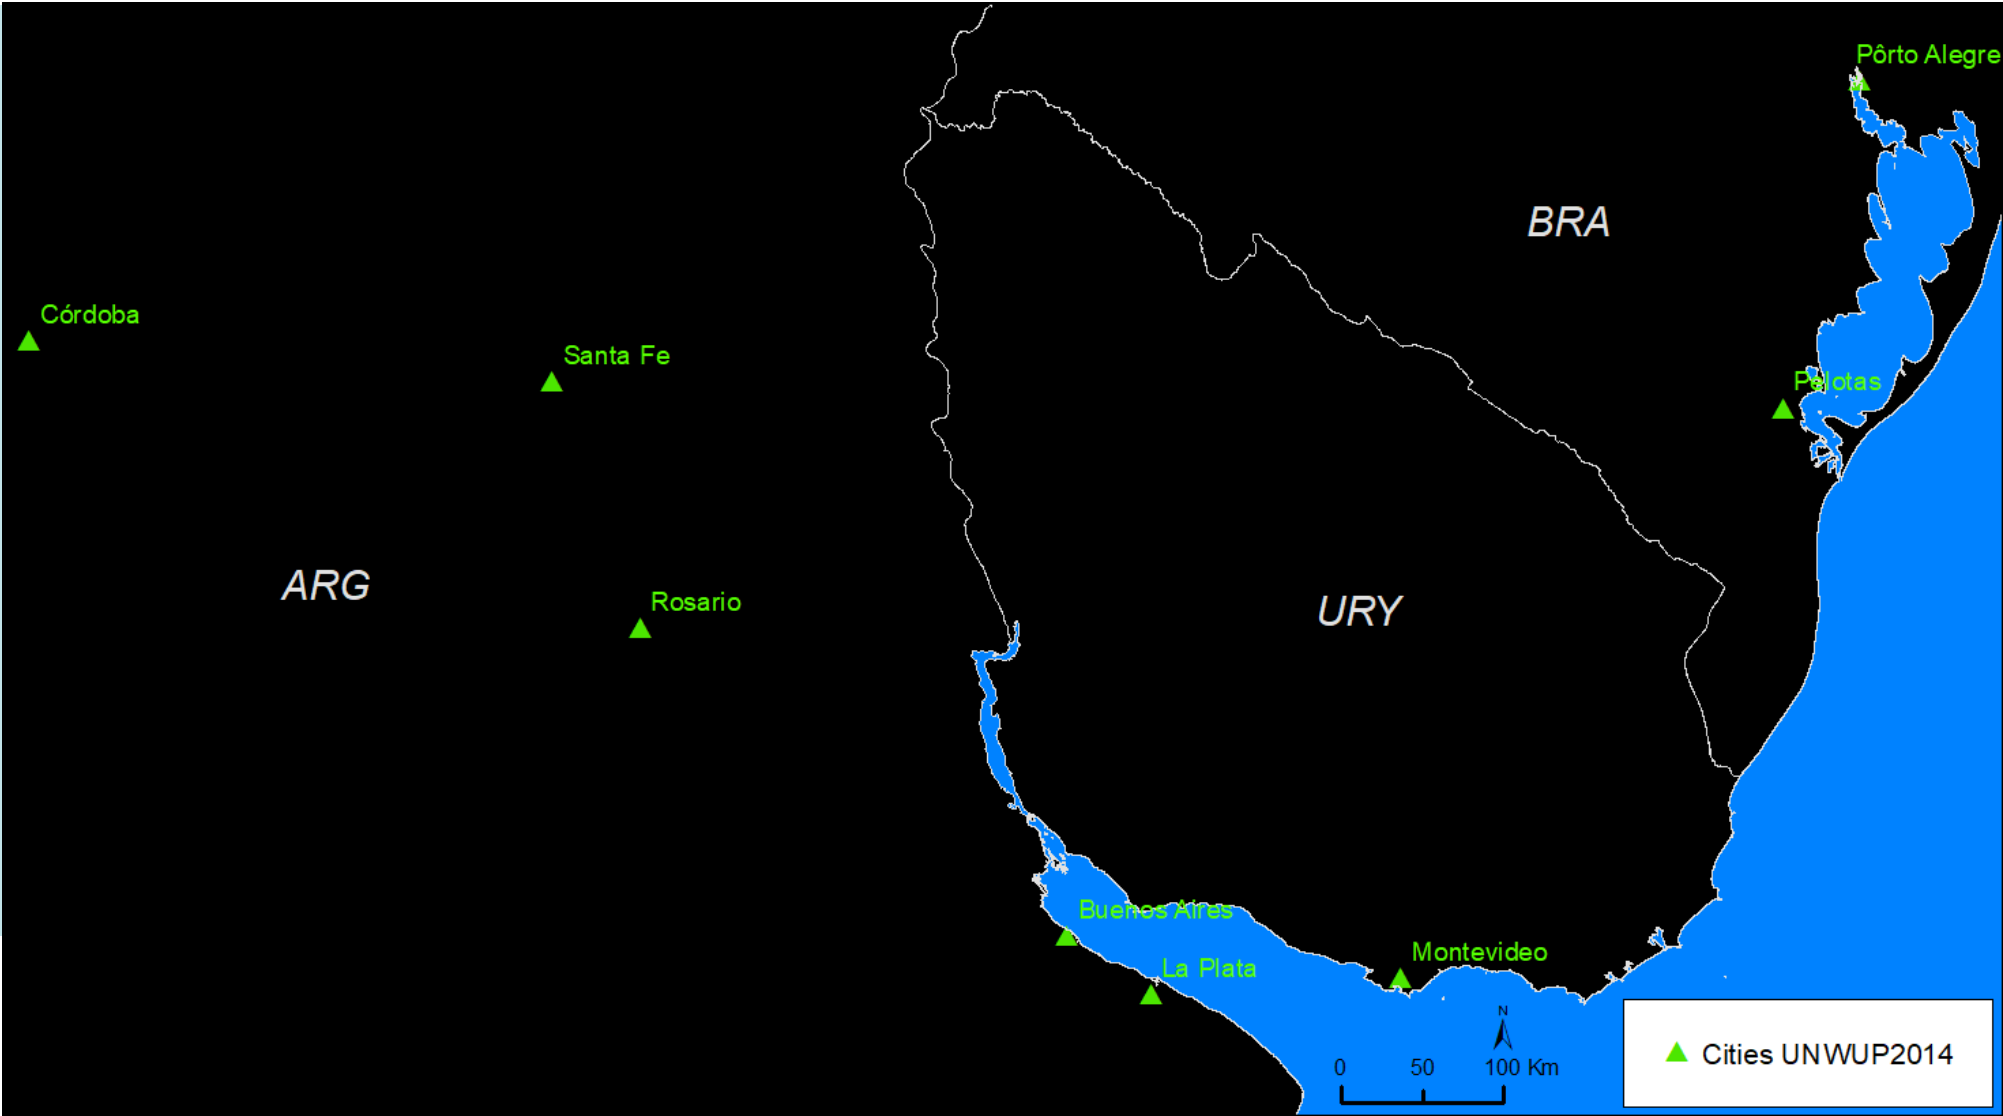 Pôrto Alegre
BRA
Córdoba
Santa Fe
Pelotas
ARG
Rosario
URY
Buenos Aires
Montevideo
La Plata
N
0 50 100 Km
Cities UNWUP2014